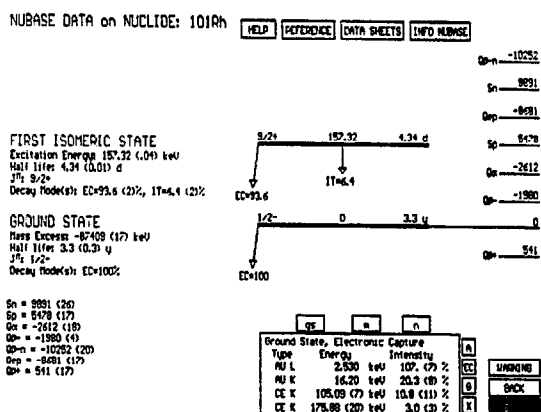 NUBASE DATA on NUCLIDE: 101Rh
HELP REFERENCE DATA SHEETS INFO NUBASE
Qβ-n -10252
Sn 9891
Qεp -8681
FIRST ISOMERIC STATE
Excitation Energy 157.32 (.04) keV
Half life: 4.34 (0.01) d
Jπ: 9/2+
Decay Mode(s): EC=93.6 (2)%, IT=6.4 (2)%
9/2+ 157.32 4.34 d
EC=93.6
IT=6.4
Sp 5478
Qα -2612
Qβ- -1980
GROUND STATE
Mass Excess: -87409 (17) keV
Half life: 3.3 (0.3) y
Jπ: 1/2-
Decay Mode(s): EC=100%
1/2- 0 3.3 y 0
EC=100
Qβ+ 541
Sn = 9891 (26)
Sp = 5478 (17)
Qα = -2612 (18)
Qβ- = -1980 (4)
Qβ-n = -10252 (20)
Qεp = -8681 (17)
Qβ+ = 541 (17)
gs m n
Ground State, Electronic Capture
Type Energy Intensity
AU L 2.530 keV 107. (7) %
AU K 16.20 keV 20.3 (8) %
CE K 105.09 (7) keV 10.8 (11) %
CE K 175.88 (20) keV 3.0 (3) %
A
EC
G
X
WARNING
BACK